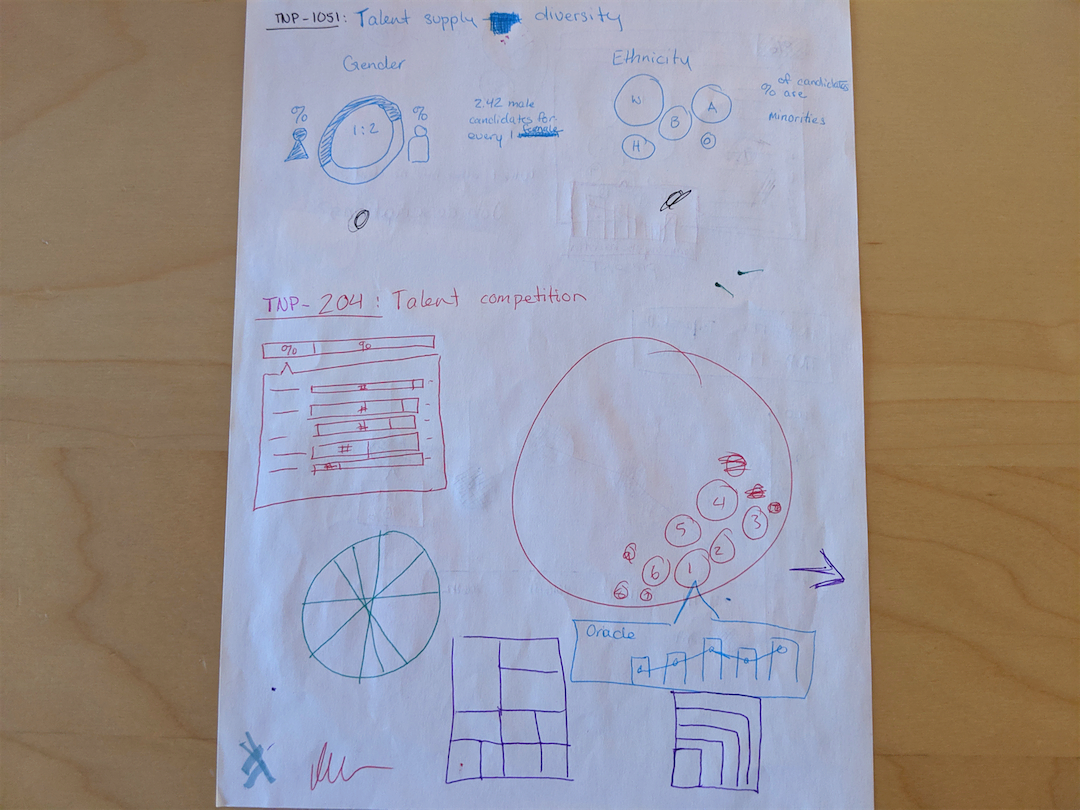 TNP-1051: Talent supply diversity
Gender
Ethnicity
%
1:2
%
2.42 male
candidates for
every 1 female
W
A
B
H
O
of candidates
% are
minorities
TNP-204: Talent competition
% %
#
#
#
#
#
4
3
5
2
6
1
Oracle